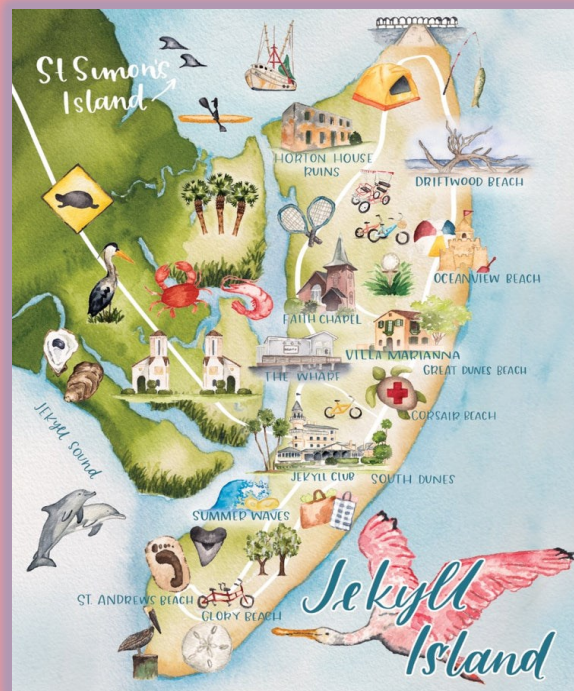 St Simon's
Island
HORTON HOUSE
RUINS
DRIFTWOOD BEACH
OCEANVIEW BEACH
FAITH CHAPEL
VILLA MARIANNA
GREAT DUNES BEACH
THE WHARF
CORSAIR BEACH
JEKYLL SOUND
JEKYLL CLUB
SOUTH DUNES
SUMMER WAVES
ST. ANDREWS BEACH
GLORY BEACH
Jekyll
Island